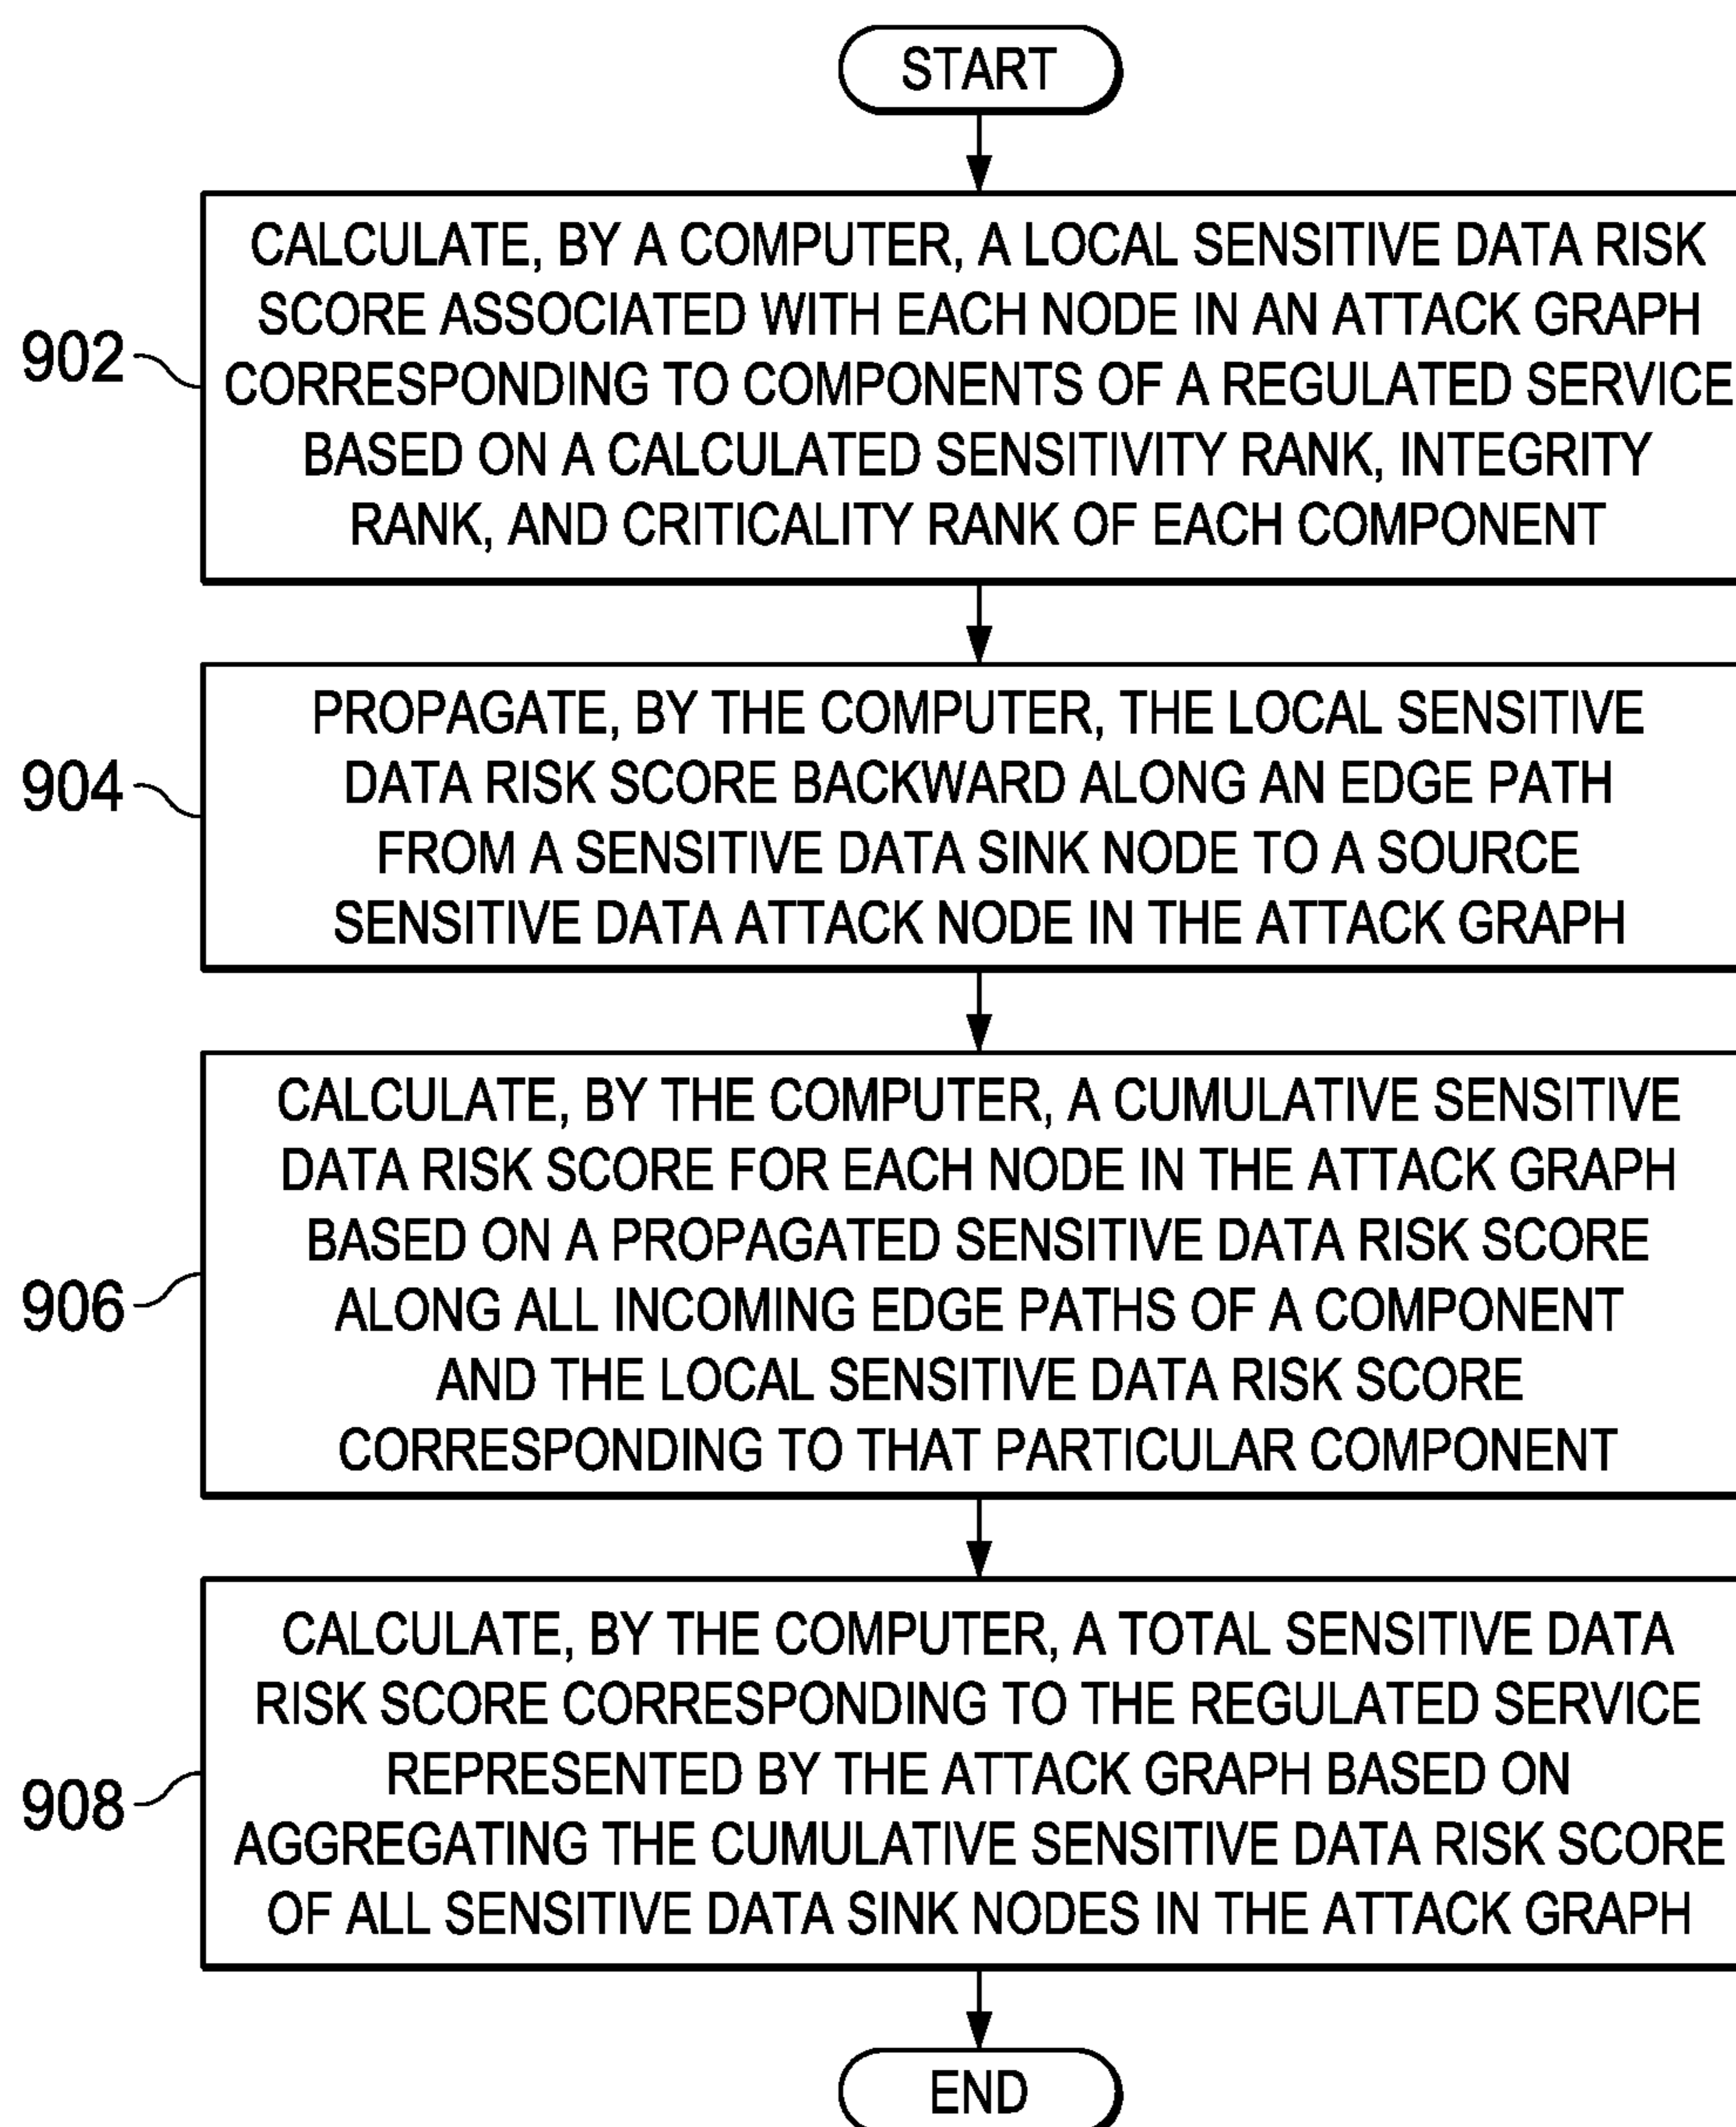 START
CALCULATE, BY A COMPUTER, A LOCAL SENSITIVE DATA RISK
SCORE ASSOCIATED WITH EACH NODE IN AN ATTACK GRAPH
902
CORRESPONDING TO COMPONENTS OF A REGULATED SERVICE
BASED ON A CALCULATED SENSITIVITY RANK, INTEGRITY
RANK, AND CRITICALITY RANK OF EACH COMPONENT
PROPAGATE, BY THE COMPUTER, THE LOCAL SENSITIVE
904
DATA RISK SCORE BACKWARD ALONG AN EDGE PATH
FROM A SENSITIVE DATA SINK NODE TO A SOURCE
SENSITIVE DATA ATTACK NODE IN THE ATTACK GRAPH
CALCULATE, BY THE COMPUTER, A CUMULATIVE SENSITIVE
DATA RISK SCORE FOR EACH NODE IN THE ATTACK GRAPH
BASED ON A PROPAGATED SENSITIVE DATA RISK SCORE
906
ALONG ALL INCOMING EDGE PATHS OF A COMPONENT
AND THE LOCAL SENSITIVE DATA RISK SCORE
CORRESPONDING TO THAT PARTICULAR COMPONENT
CALCULATE, BY THE COMPUTER, A TOTAL SENSITIVE DATA
RISK SCORE CORRESPONDING TO THE REGULATED SERVICE
REPRESENTED BY THE ATTACK GRAPH BASED ON
908
AGGREGATING THE CUMULATIVE SENSITIVE DATA RISK SCORE
OF ALL SENSITIVE DATA SINK NODES IN THE ATTACK GRAPH
END